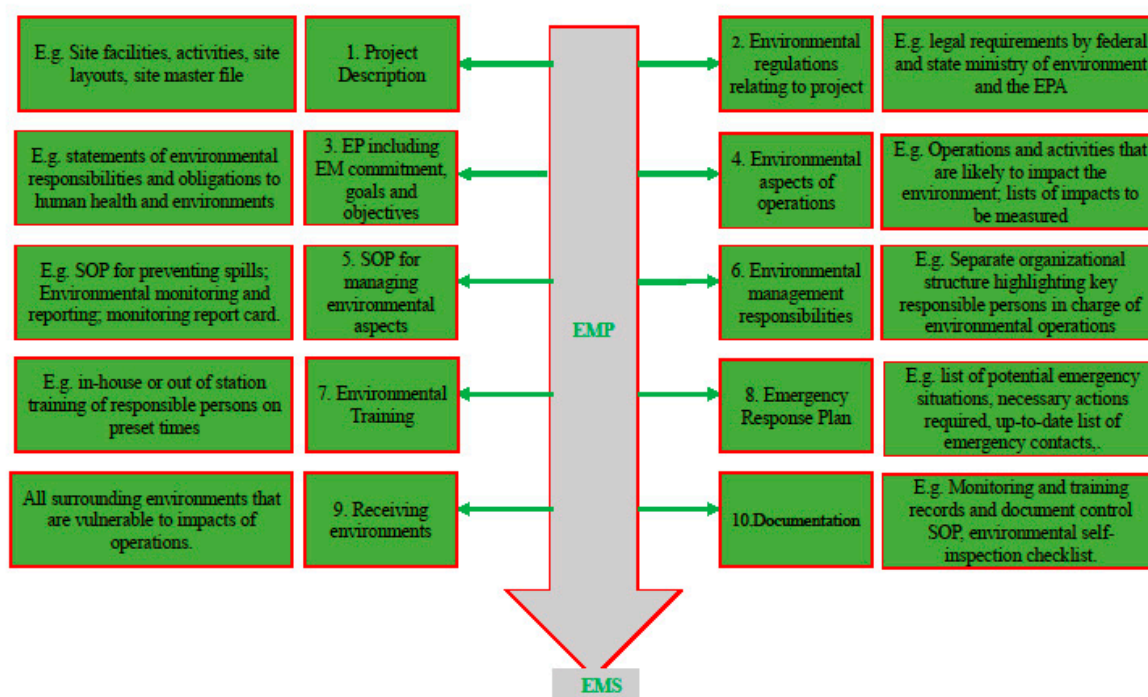 E.g. Site facilities, activities, site
layouts, site master file
1. Project
Description
2. Environmental
regulations
relating to project
E.g. legal requirements by federal
and state ministry of environment
and the EPA
E.g. statements of environmental
responsibilities and obligations to
human health and environments
3. EP including
EM commitment,
goals and
objectives
4. Environmental
aspects of
operations
E.g. Operations and activities that
are likely to impact the
environment; lists of impacts to
be measured
E.g. SOP for preventing spills;
Environmental monitoring and
reporting; monitoring report card.
5. SOP for
managing
environmental
aspects
EMP
6. Environmental
management
responsibilities
E.g. Separate organizational
structure highlighting key
responsible persons in charge of
environmental operations
E.g. in-house or out of station
training of responsible persons on
preset times
7. Environmental
Training
8. Emergency
Response Plan
E.g. list of potential emergency
situations, necessary actions
required, up-to-date list of
emergency contacts,.
All surrounding environments that
are vulnerable to impacts of
operations.
9. Receiving
environments
10.Documentation
E.g. Monitoring and training
records and document control
SOP, environmental self-
inspection checklist.
EMS